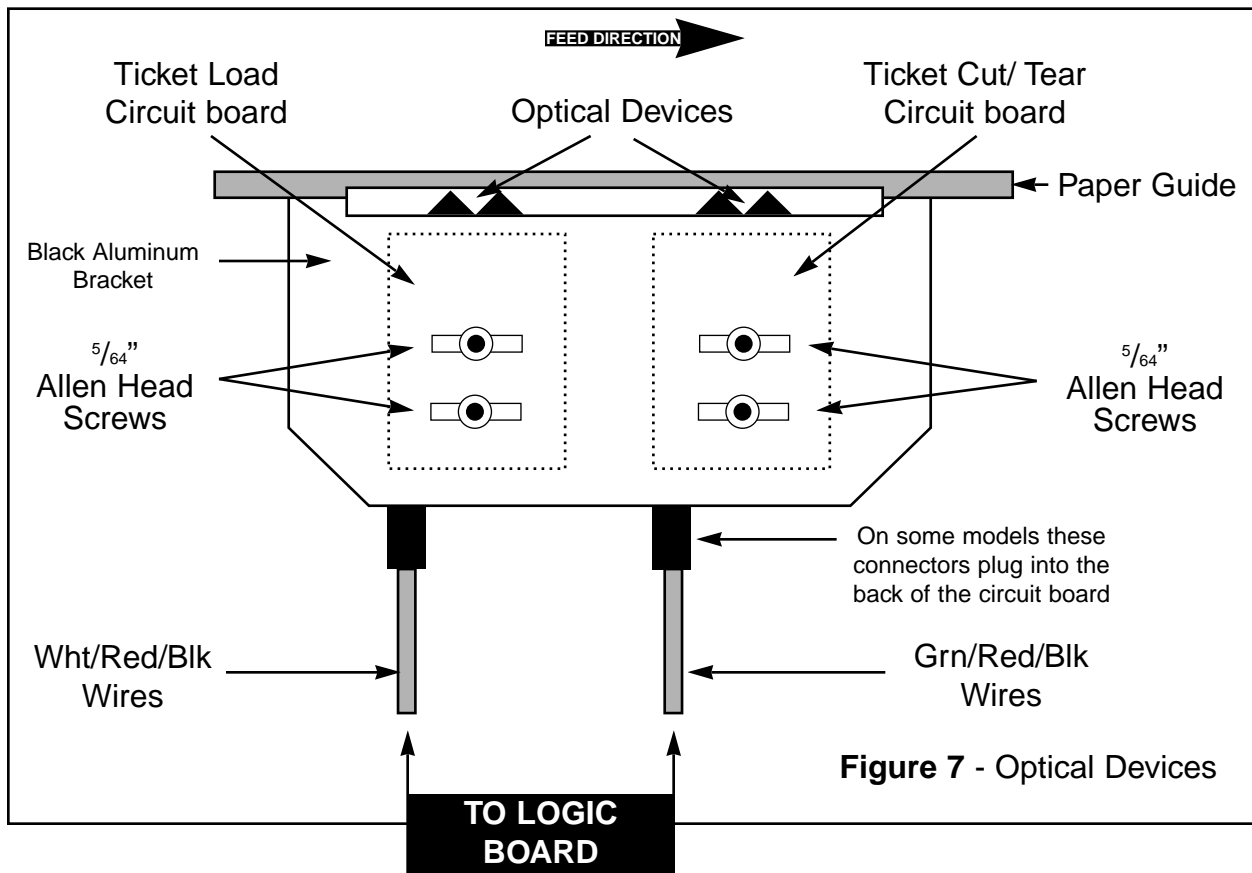 FEED DIRECTION
Ticket Load
Circuit board
Optical Devices
Ticket Cut/ Tear
Circuit board
Paper Guide
Black Aluminum
Bracket
5/64”
Allen Head
Screws
5/64”
Allen Head
Screws
On some models these
connectors plug into the
back of the circuit board
Wht/Red/Blk
Wires
Grn/Red/Blk
Wires
Figure 7 - Optical Devices
TO LOGIC
BOARD